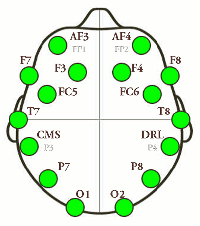 AF3 AF4
FP1 FP2
F7 F8
F3 F4
FC5 FC6
T7 T8
CMS DRL
P3 P4
P7 P8
O1 O2